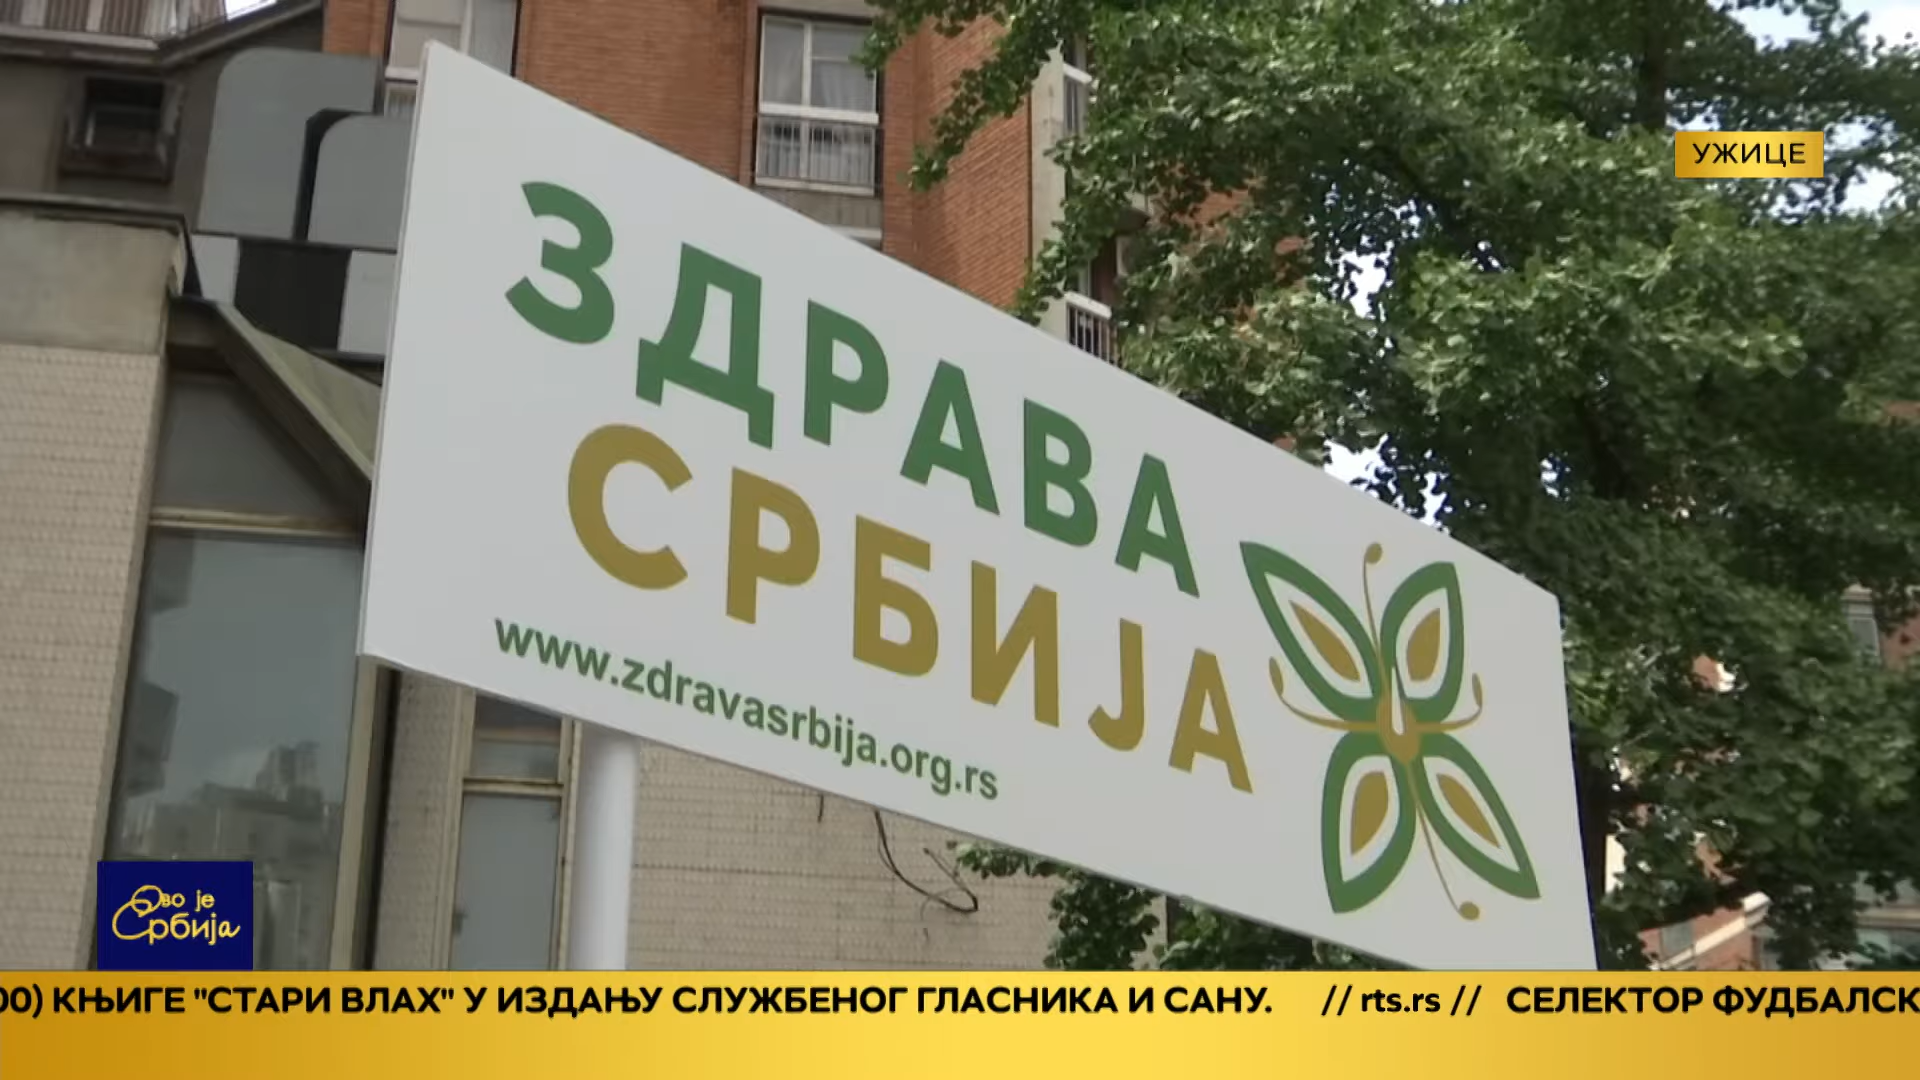 УЖИЦЕ
ЗДРАВА
СРБИЈА
www.zdravasrbija.org.rs
Ово је
Србија
00) КЊИГЕ "СТАРИ ВЛАХ" У ИЗДАЊУ СЛУЖБЕНОГ ГЛАСНИКА И САНУ. // rts.rs // СЕЛЕКТОР ФУДБАЛСК